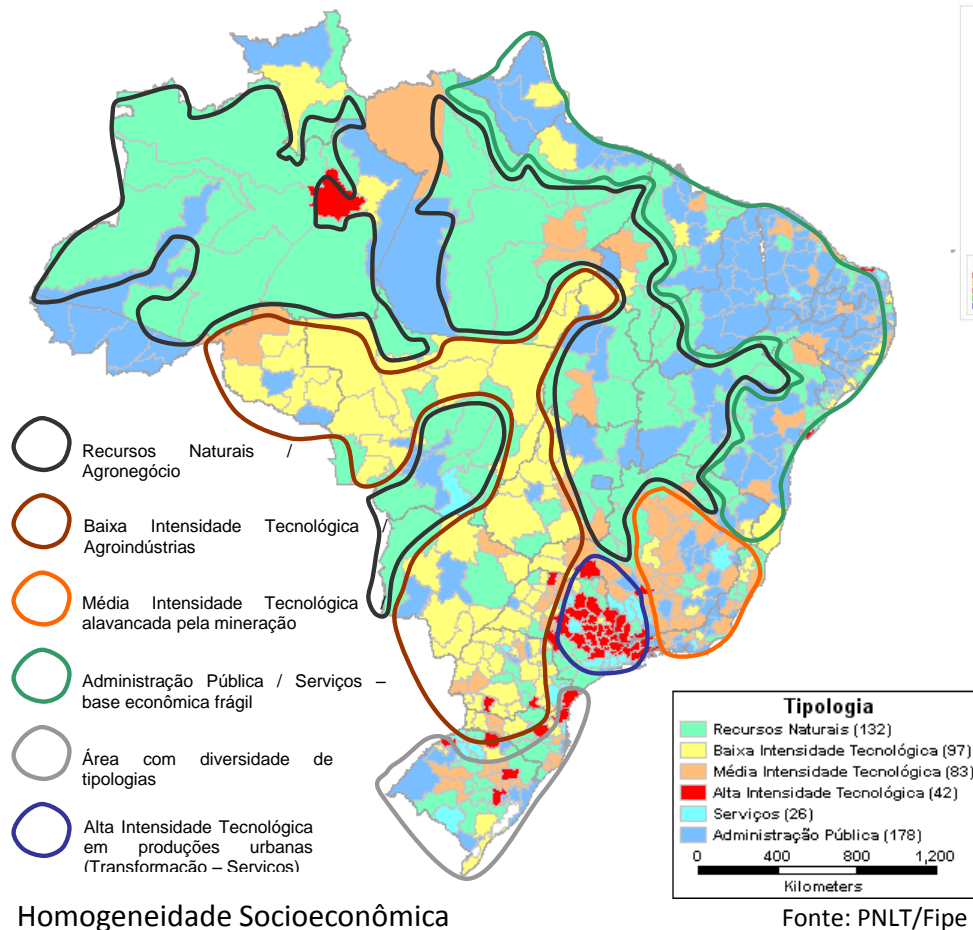 Recursos Naturais /
Agronegócio
Baixa Intensidade Tecnológica /
Agroindústrias
Média Intensidade Tecnológica /
alavancada pela mineração
Administração Pública / Serviços –
base econômica frágil
Área com diversidade de
tipologias
Alta Intensidade Tecnológica
em produções urbanas
(Transformação – Serviços)
Tipologia
Recursos Naturais (132)
Baixa Intensidade Tecnológica (97)
Média Intensidade Tecnológica (83)
Alta Intensidade Tecnológica (42)
Serviços (26)
Administração Pública (178)
0 400 800 1,200
Kilometers
Homogeneidade Socioeconômica
Fonte: PNLT/Fipe